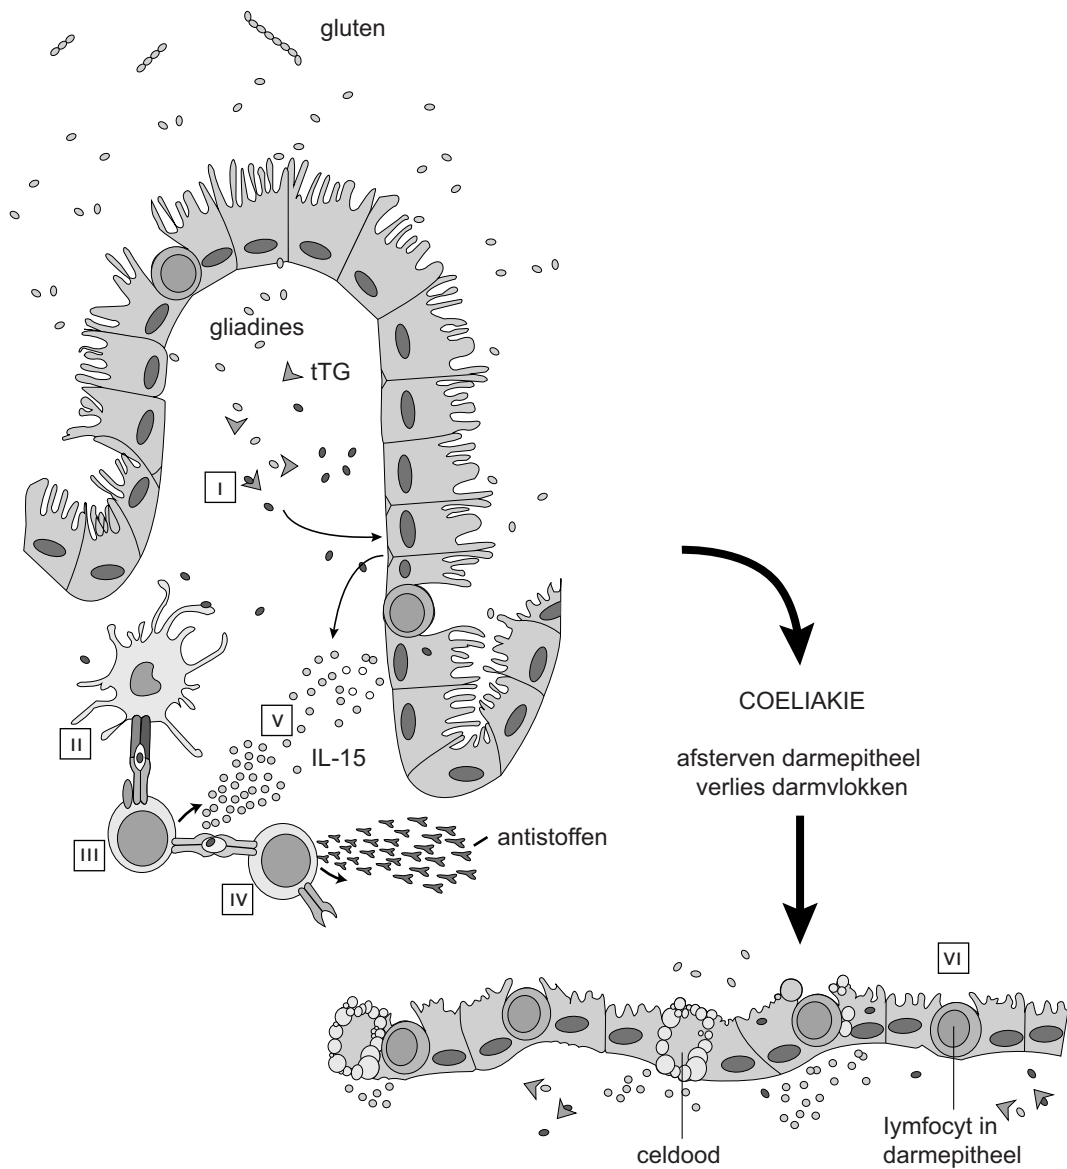 gluten
gliadines
tTG
I
II
V
IL-15
III
IV
antistoffen
COELIAKIE
afsterven darmepitheel
verlies darmvlokken
VI
celdood
lymfocyt in
darmepitheel